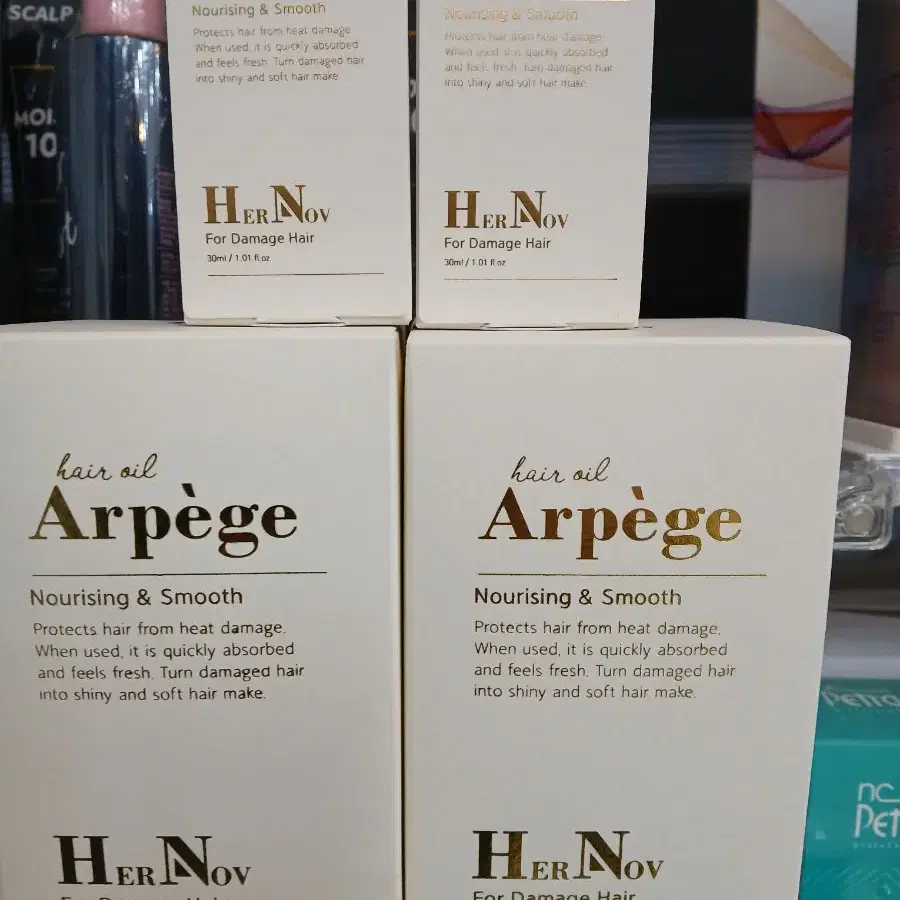 SCALP
MOI
10
Nourising & Smooth
Protects hair from heat damage
When used, it is quickly absorbed
and feels fresh. Turn damaged hair
into shiny and soft hair make
HERNOV
For Damage Hair
30ml / 1.01 fl.oz
Nourising & Smooth
Protects hair from heat damage
When used, it is quickly absorbed
and feels fresh. Turn damaged hair
into shiny and soft hair make.
HERNOV
For Damage Hair
30ml / 1.01 fl.oz
hair oil
Arpège
Nourising & Smooth
Protects hair from heat damage.
When used, it is quickly absorbed
and feels fresh. Turn damaged hair
into shiny and soft hair make.
HERNOV
For Damage Hair
hair oil
Arpège
Nourising & Smooth
Protects hair from heat damage.
When used, it is quickly absorbed
and feels fresh. Turn damaged hair
into shiny and soft hair make.
HERNOV
For Damage Hair
Petra
nc
Pet